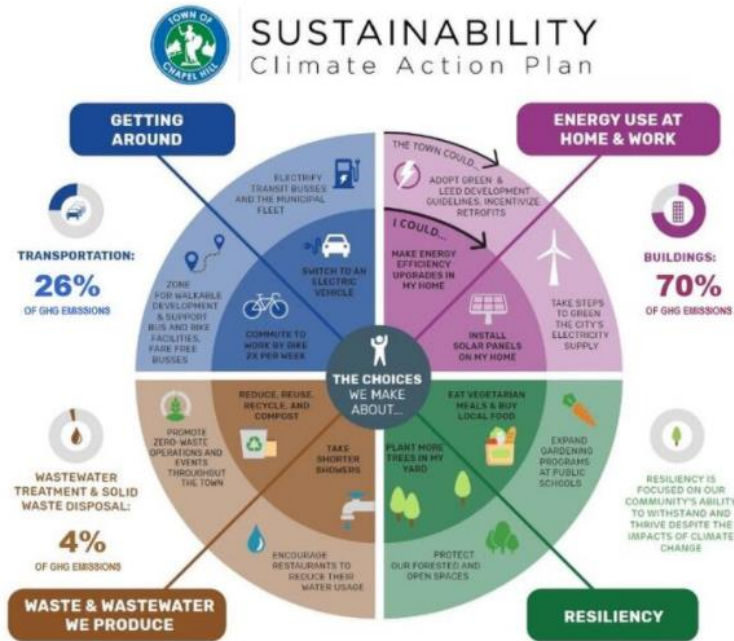 TOWN OF
CHAPEL HILL
SUSTAINABILITY
Climate Action Plan
GETTING
AROUND
ENERGY USE AT
HOME & WORK
TRANSPORTATION:
26%
OF GHG EMISSIONS
ELECTRIFY
TRANSIT BUSSES
AND THE MUNICIPAL
FLEET
ZONE
FOR WALKABLE
DEVELOPMENT
& SUPPORT
BUS AND BIKE
FACILITIES,
FARE FREE
BUSSES
SWITCH TO AN
ELECTRIC
VEHICLE
COMMUTE TO
WORK BY BIKE
2X PER WEEK
THE TOWN COULD...
ADOPT GREEN &
LEED DEVELOPMENT
GUIDELINES, INCENTIVIZE
RETROFITS
I COULD...
MAKE ENERGY
EFFICIENCY
UPGRADES IN
MY HOME
INSTALL
SOLAR PANELS
ON MY HOME
TAKE STEPS
TO GREEN
THE CITY'S
ELECTRICITY
SUPPLY
BUILDINGS:
70%
OF GHG EMISSIONS
THE CHOICES
WE MAKE
ABOUT...
WASTEWATER
TREATMENT & SOLID
WASTE DISPOSAL:
4%
OF GHG EMISSIONS
REDUCE, REUSE,
RECYCLE, AND
COMPOST
PROMOTE
ZERO-WASTE
OPERATIONS AND
EVENTS
THROUGHOUT
THE TOWN
TAKE
SHORTER
SHOWERS
ENCOURAGE
RESTAURANTS TO
REDUCE THEIR
WATER USAGE
EAT VEGETARIAN
MEALS & BUY
LOCAL FOOD
PLANT MORE
TREES IN MY
YARD
EXPAND
GARDENING
PROGRAMS
AT PUBLIC
SCHOOLS
PROTECT
OUR FORESTED AND
OPEN SPACES
RESILIENCY IS
FOCUSED ON OUR
COMMUNITY'S ABILITY
TO WITHSTAND AND
THRIVE DESPITE THE
IMPACTS OF CLIMATE
CHANGE
WASTE & WASTEWATER
WE PRODUCE
RESILIENCY